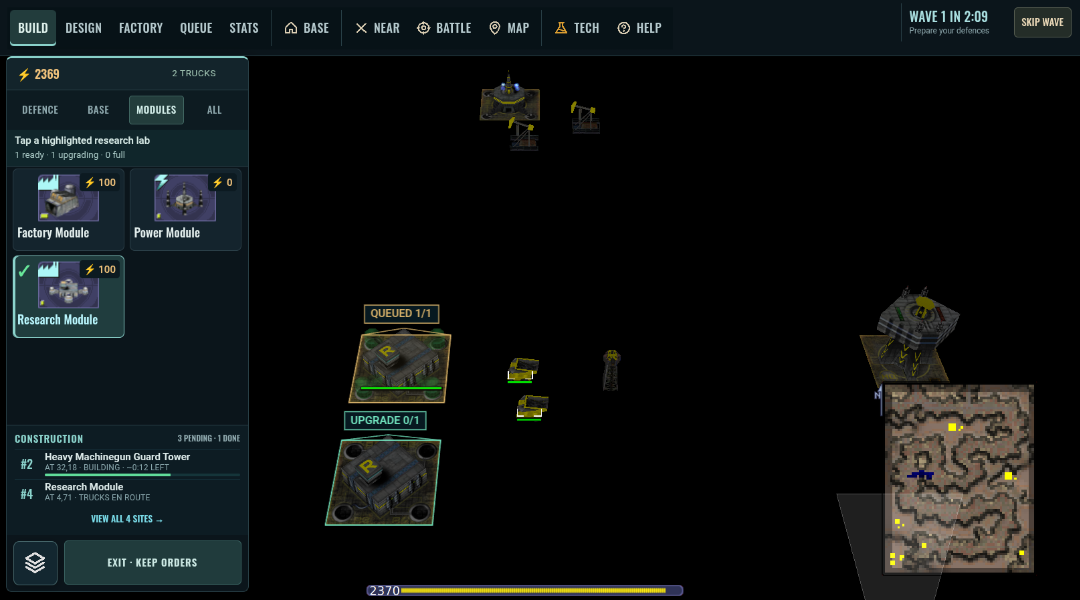 BUILD DESIGN FACTORY QUEUE STATS BASE NEAR BATTLE MAP TECH HELP
WAVE 1 IN 2:09
Prepare your defences
SKIP WAVE
2369 2 TRUCKS
DEFENCE BASE MODULES ALL
Tap a highlighted research lab
1 ready · 1 upgrading · 0 full
100
Factory Module
0
Power Module
100
Research Module
CONSTRUCTION 3 PENDING · 1 DONE
#2 Heavy Machinegun Guard Tower
AT 32,18 · BUILDING · ~0:12 LEFT
#4 Research Module
AT 4,71 · TRUCKS EN ROUTE
VIEW ALL 4 SITES →
EXIT · KEEP ORDERS
QUEUED 1/1
R
UPGRADE 0/1
R
N
2370